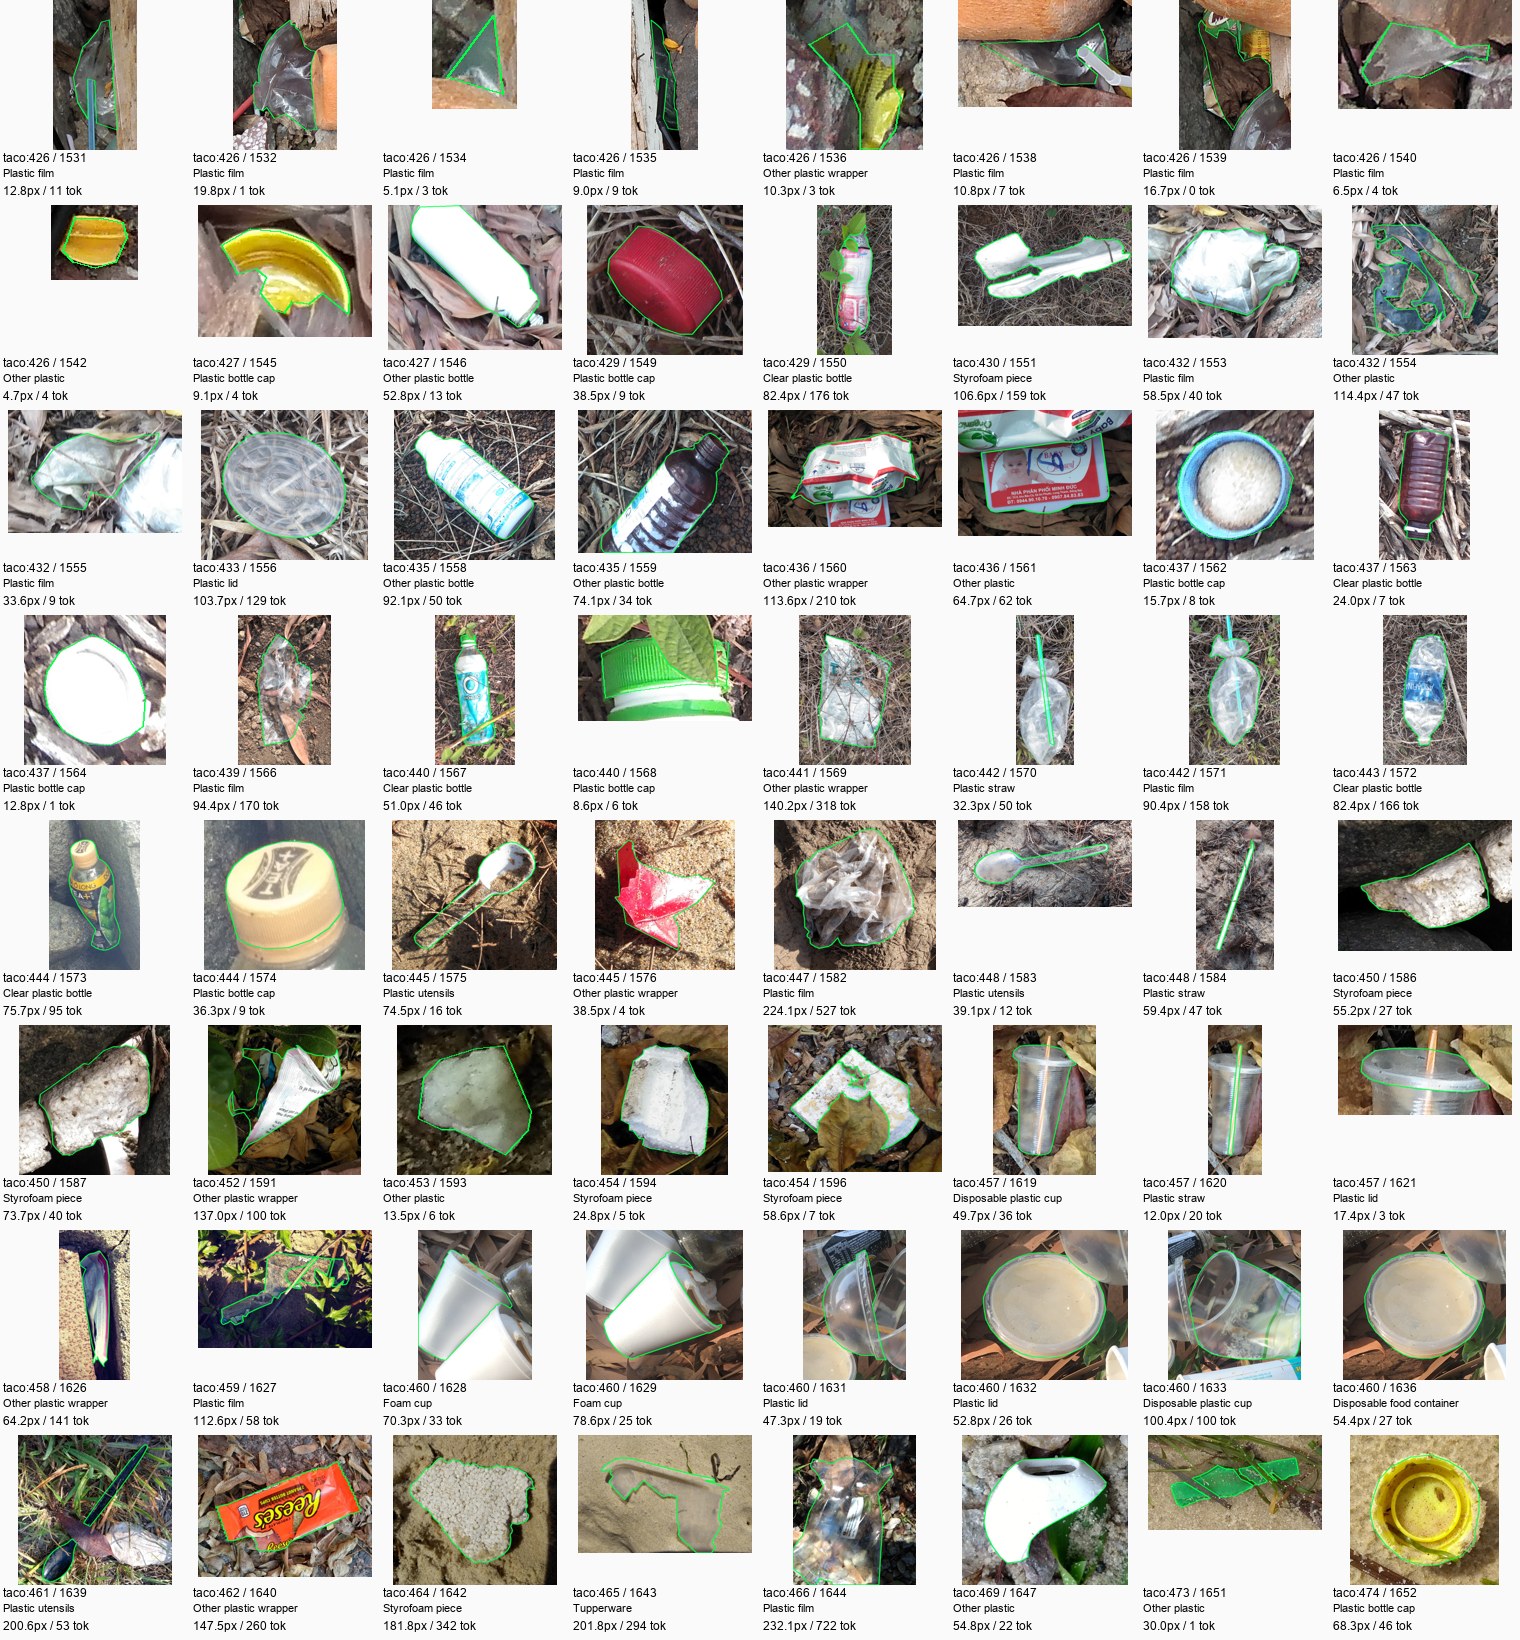 taco:426 / 1531
Plastic film
12.8px / 11 tok
taco:426 / 1532
Plastic film
19.8px / 1 tok
taco:426 / 1534
Plastic film
5.1px / 3 tok
taco:426 / 1535
Plastic film
9.0px / 9 tok
taco:426 / 1536
Other plastic wrapper
10.3px / 3 tok
taco:426 / 1538
Plastic film
10.8px / 7 tok
taco:426 / 1539
Plastic film
16.7px / 0 tok
taco:426 / 1540
Plastic film
6.5px / 4 tok
taco:426 / 1542
Other plastic
4.7px / 4 tok
taco:427 / 1545
Plastic bottle cap
9.1px / 4 tok
taco:427 / 1546
Other plastic bottle
52.8px / 13 tok
taco:429 / 1549
Plastic bottle cap
38.5px / 9 tok
taco:429 / 1550
Clear plastic bottle
82.4px / 176 tok
taco:430 / 1551
Styrofoam piece
106.6px / 159 tok
taco:432 / 1553
Plastic film
58.5px / 40 tok
taco:432 / 1554
Other plastic
114.4px / 47 tok
Organic
Baby
NHÀ PHÂN PHỐI MINH ĐỨC
taco:432 / 1555
Plastic film
33.6px / 9 tok
taco:433 / 1556
Plastic lid
103.7px / 129 tok
taco:435 / 1558
Other plastic bottle
92.1px / 50 tok
taco:435 / 1559
Other plastic bottle
74.1px / 34 tok
taco:436 / 1560
Other plastic wrapper
113.6px / 210 tok
taco:436 / 1561
Other plastic
64.7px / 62 tok
taco:437 / 1562
Plastic bottle cap
15.7px / 8 tok
taco:437 / 1563
Clear plastic bottle
24.0px / 7 tok
taco:437 / 1564
Plastic bottle cap
12.8px / 1 tok
taco:439 / 1566
Plastic film
94.4px / 170 tok
taco:440 / 1567
Clear plastic bottle
51.0px / 46 tok
taco:440 / 1568
Plastic bottle cap
8.6px / 6 tok
taco:441 / 1569
Other plastic wrapper
140.2px / 318 tok
taco:442 / 1570
Plastic straw
32.3px / 50 tok
taco:442 / 1571
Plastic film
90.4px / 158 tok
taco:443 / 1572
Clear plastic bottle
82.4px / 166 tok
taco:444 / 1573
Clear plastic bottle
75.7px / 95 tok
taco:444 / 1574
Plastic bottle cap
36.3px / 9 tok
taco:445 / 1575
Plastic utensils
74.5px / 16 tok
taco:445 / 1576
Other plastic wrapper
38.5px / 4 tok
taco:447 / 1582
Plastic film
224.1px / 527 tok
taco:448 / 1583
Plastic utensils
39.1px / 12 tok
taco:448 / 1584
Plastic straw
59.4px / 47 tok
taco:450 / 1586
Styrofoam piece
55.2px / 27 tok
taco:450 / 1587
Styrofoam piece
73.7px / 40 tok
taco:452 / 1591
Other plastic wrapper
137.0px / 100 tok
taco:453 / 1593
Other plastic
13.5px / 6 tok
taco:454 / 1594
Styrofoam piece
24.8px / 5 tok
taco:454 / 1596
Styrofoam piece
58.6px / 7 tok
taco:457 / 1619
Disposable plastic cup
49.7px / 36 tok
taco:457 / 1620
Plastic straw
12.0px / 20 tok
taco:457 / 1621
Plastic lid
17.4px / 3 tok
taco:458 / 1626
Other plastic wrapper
64.2px / 141 tok
taco:459 / 1627
Plastic film
112.6px / 58 tok
taco:460 / 1628
Foam cup
70.3px / 33 tok
taco:460 / 1629
Foam cup
78.6px / 25 tok
taco:460 / 1631
Plastic lid
47.3px / 19 tok
taco:460 / 1632
Plastic lid
52.8px / 26 tok
taco:460 / 1633
Disposable plastic cup
100.4px / 100 tok
taco:460 / 1636
Disposable food container
54.4px / 27 tok
Reese's
taco:461 / 1639
Plastic utensils
200.6px / 53 tok
taco:462 / 1640
Other plastic wrapper
147.5px / 260 tok
taco:464 / 1642
Styrofoam piece
181.8px / 342 tok
taco:465 / 1643
Tupperware
201.8px / 294 tok
taco:466 / 1644
Plastic film
232.1px / 722 tok
taco:469 / 1647
Other plastic
54.8px / 22 tok
taco:473 / 1651
Other plastic
30.0px / 1 tok
taco:474 / 1652
Plastic bottle cap
68.3px / 46 tok